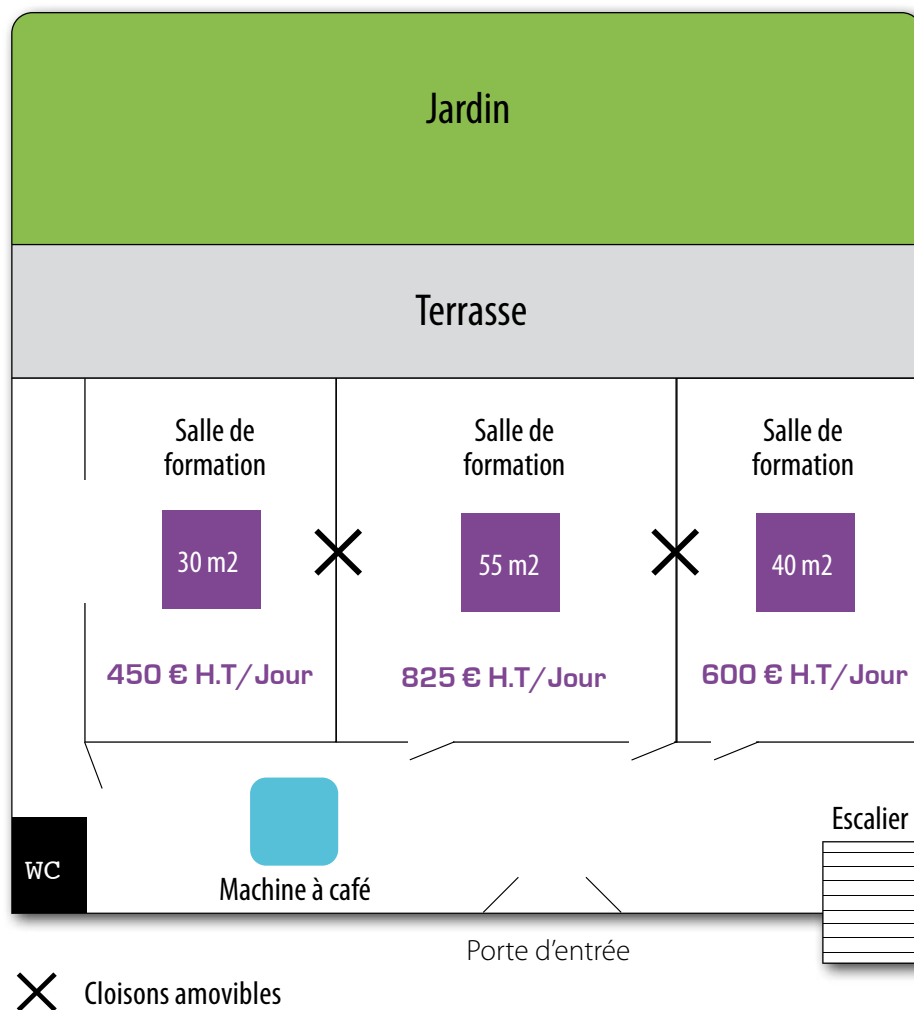 Jardin
Terrasse
Salle de
formation
30 m2
450 € H.T/Jour
Salle de
formation
55 m2
825 € H.T/Jour
Salle de
formation
40 m2
600 € H.T/Jour
WC
Machine à café
Escalier
Porte d'entrée
Cloisons amovibles